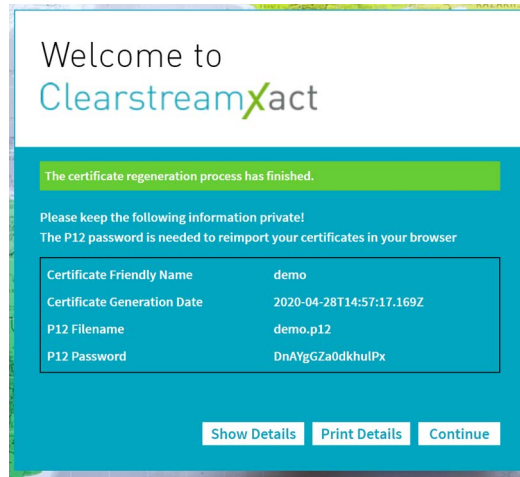 Welcome to
ClearstreamXact
The certificate regeneration process has finished.
Please keep the following information private!
The P12 password is needed to reimport your certificates in your browser
Certificate Friendly Name demo
Certificate Generation Date 2020-04-28T14:57:17.169Z
P12 Filename demo.p12
P12 Password DnAYgGZa0dkhulPx
Show Details Print Details Continue